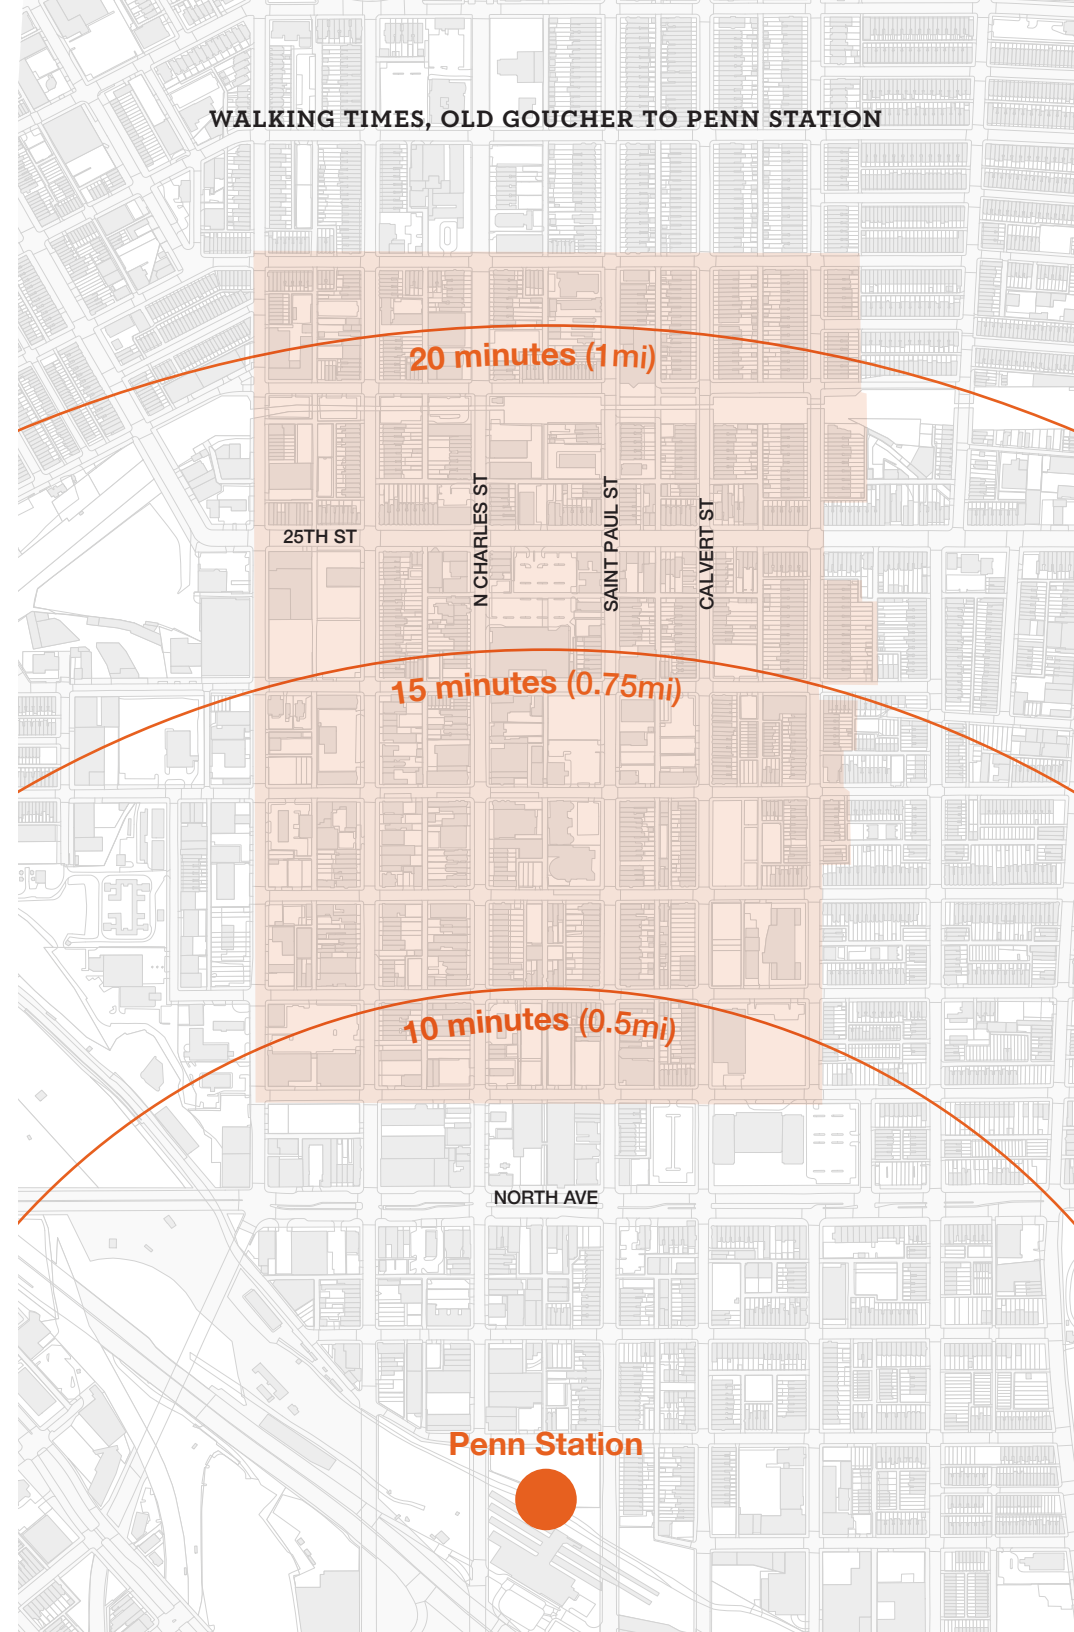 WALKING TIMES, OLD GOUCHER TO PENN STATION
20 minutes (1mi)
N CHARLES ST
SAINT PAUL ST
CALVERT ST
25TH ST
15 minutes (0.75mi)
10 minutes (0.5mi)
NORTH AVE
Penn Station